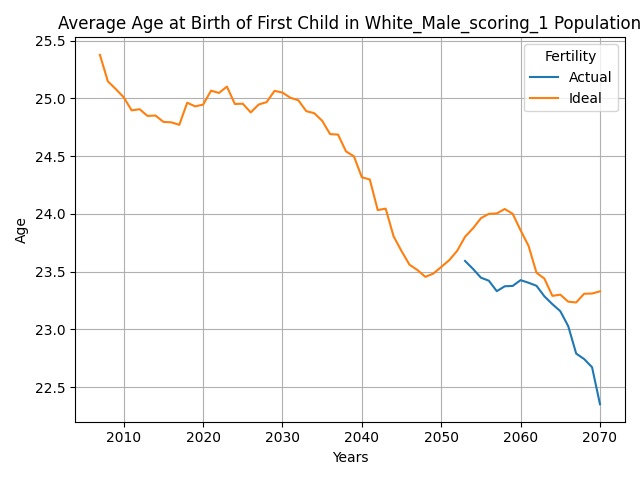 Average Age at Birth of First Child in White_Male_scoring_1 Population
25.5
25.0
24.5
24.0
23.5
23.0
22.5
Age
Fertility
Actual
Ideal
2010 2020 2030 2040 2050 2060 2070
Years